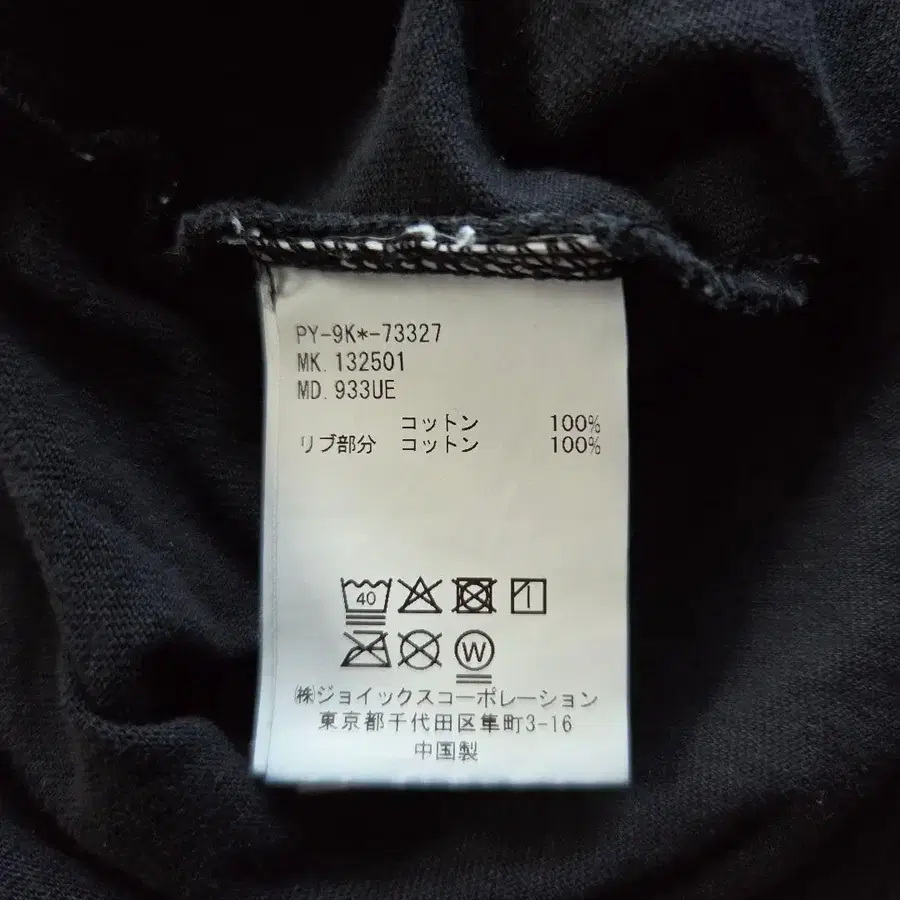 PY-9K*-73327
MK. 132501
MD. 933UE
コットン 100%
リブ部分 コットン 100%
40
W
㈱ジョイックスコーポレーション
東京都千代田区隼町3-16
中国製